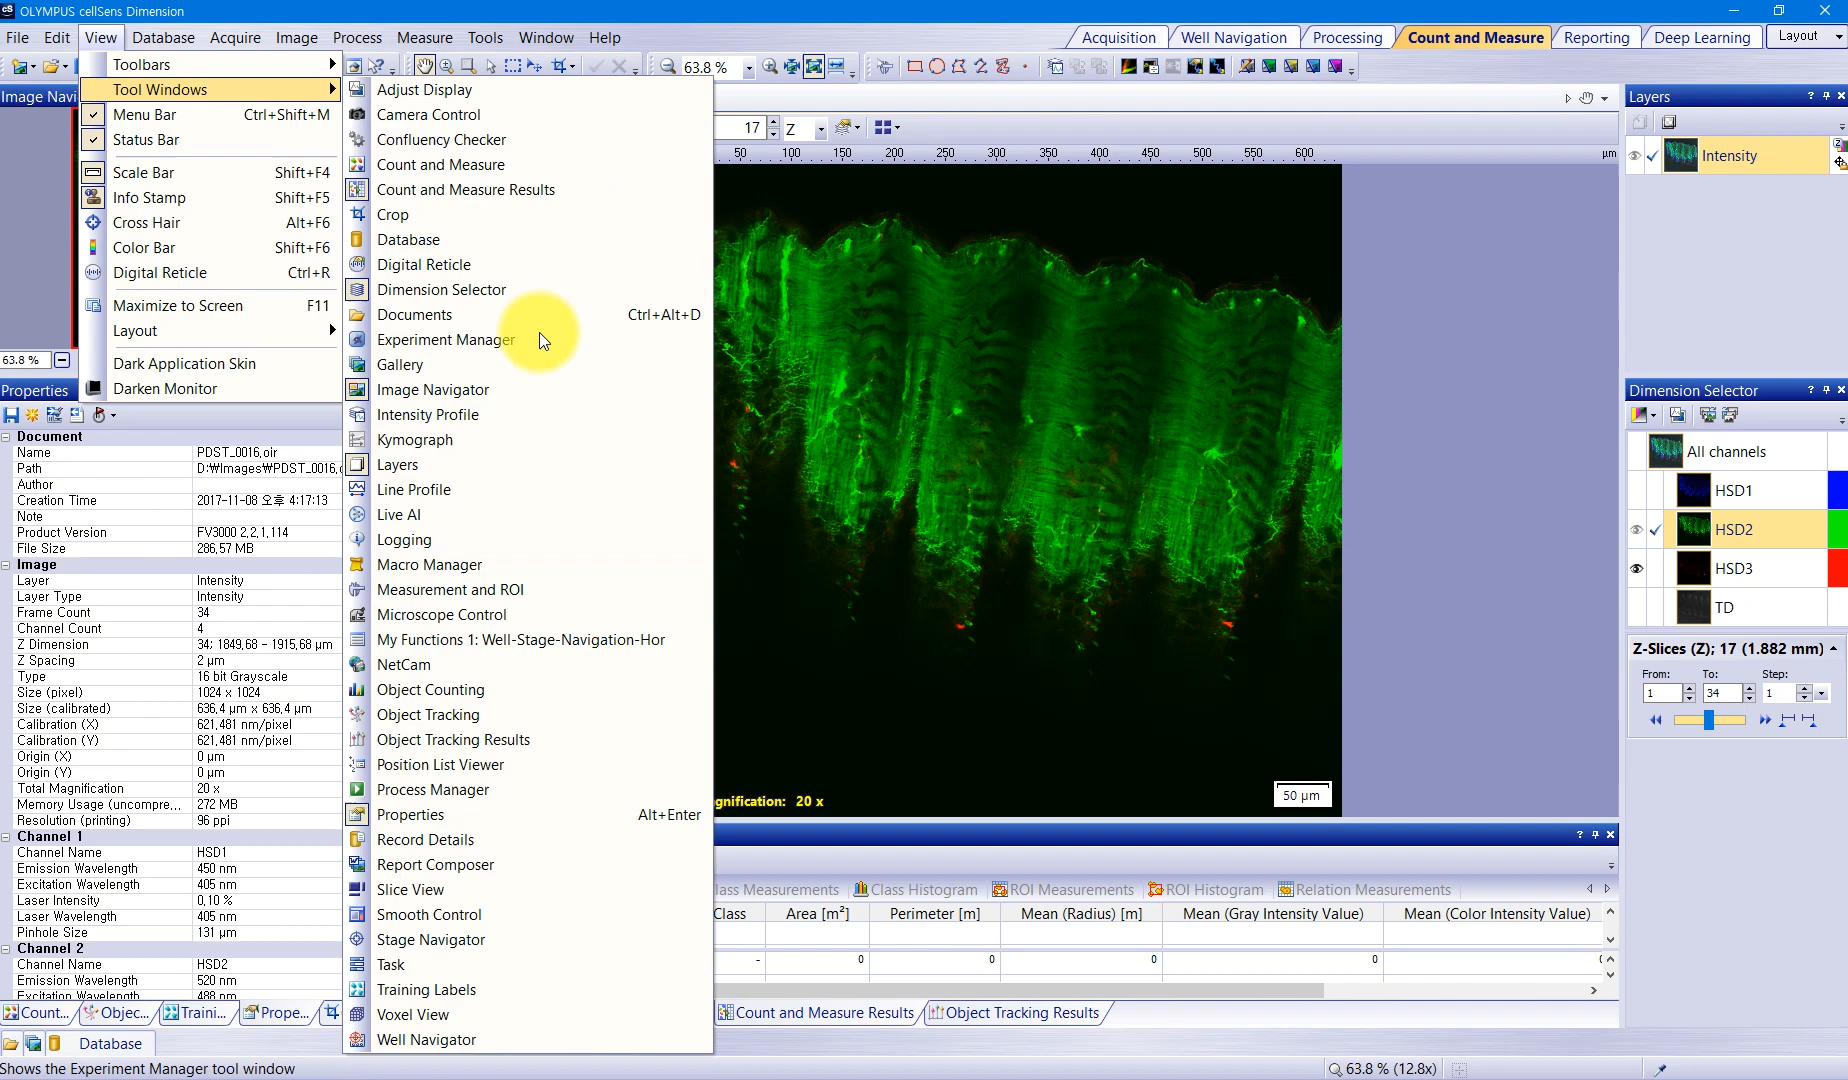 OLYMPUS cellSens Dimension
File Edit View Database Acquire Image Process Measure Tools Window Help
Acquisition Well Navigation Processing Count and Measure Reporting Deep Learning Layout
63.8 %
Image Navi
Toolbars
Tool Windows
Menu Bar Ctrl+Shift+M
Status Bar
Scale Bar Shift+F4
Info Stamp Shift+F5
Cross Hair Alt+F6
Color Bar Shift+F6
Digital Reticle Ctrl+R
Maximize to Screen F11
Layout
Dark Application Skin
Darken Monitor
Adjust Display
Camera Control
Confluency Checker
Count and Measure
Count and Measure Results
Crop
Database
Digital Reticle
Dimension Selector
Documents Ctrl+Alt+D
Experiment Manager
Gallery
Image Navigator
Intensity Profile
Kymograph
Layers
Line Profile
Live AI
Logging
Macro Manager
Measurement and ROI
Microscope Control
My Functions 1: Well-Stage-Navigation-Hor
NetCam
Object Counting
Object Tracking
Object Tracking Results
Position List Viewer
Process Manager
Properties Alt+Enter
Record Details
Report Composer
Slice View
Smooth Control
Stage Navigator
Task
Training Labels
Voxel View
Well Navigator
63.8 %
Properties
Document
Name PDST_0016.oir
Path D:₩Images₩PDST_0016.
Author
Creation Time 2017-11-08 오후 4:17:13
Note
Product Version FV3000 2.2.1.114
File Size 286.57 MB
Image
Layer Intensity
Layer Type Intensity
Frame Count 34
Channel Count 4
Z Dimension 34; 1849.68 - 1915.68 µm
Z Spacing 2 µm
Type 16 bit Grayscale
Size (pixel) 1024 x 1024
Size (calibrated) 636.4 µm x 636.4 µm
Calibration (X) 621.481 nm/pixel
Calibration (Y) 621.481 nm/pixel
Origin (X) 0 µm
Origin (Y) 0 µm
Total Magnification 20 x
Memory Usage (uncompre... 272 MB
Resolution (printing) 96 ppi
Channel 1
Channel Name HSD1
Emission Wavelength 450 nm
Excitation Wavelength 405 nm
Laser Intensity 0.10 %
Laser Wavelength 405 nm
Pinhole Size 131 µm
Channel 2
Channel Name HSD2
Emission Wavelength 520 nm
Excitation Wavelength 488 nm
Count... Objec... Traini... Prope...
Database
Shows the Experiment Manager tool window
17 Z
50 100 150 200 250 300 350 400 450 500 550 600 µm
gnification: 20 x
50 µm
lass Measurements Class Histogram ROI Measurements ROI Histogram Relation Measurements
Class Area [m²] Perimeter [m] Mean (Radius) [m] Mean (Gray Intensity Value) Mean (Color Intensity Value)
- 0 0 0 0
Count and Measure Results Object Tracking Results
63.8 % (12.8x)
Layers
Intensity
Dimension Selector
All channels
HSD1
HSD2
HSD3
TD
Z-Slices (Z); 17 (1.882 mm)
From: To: Step:
1 34 1